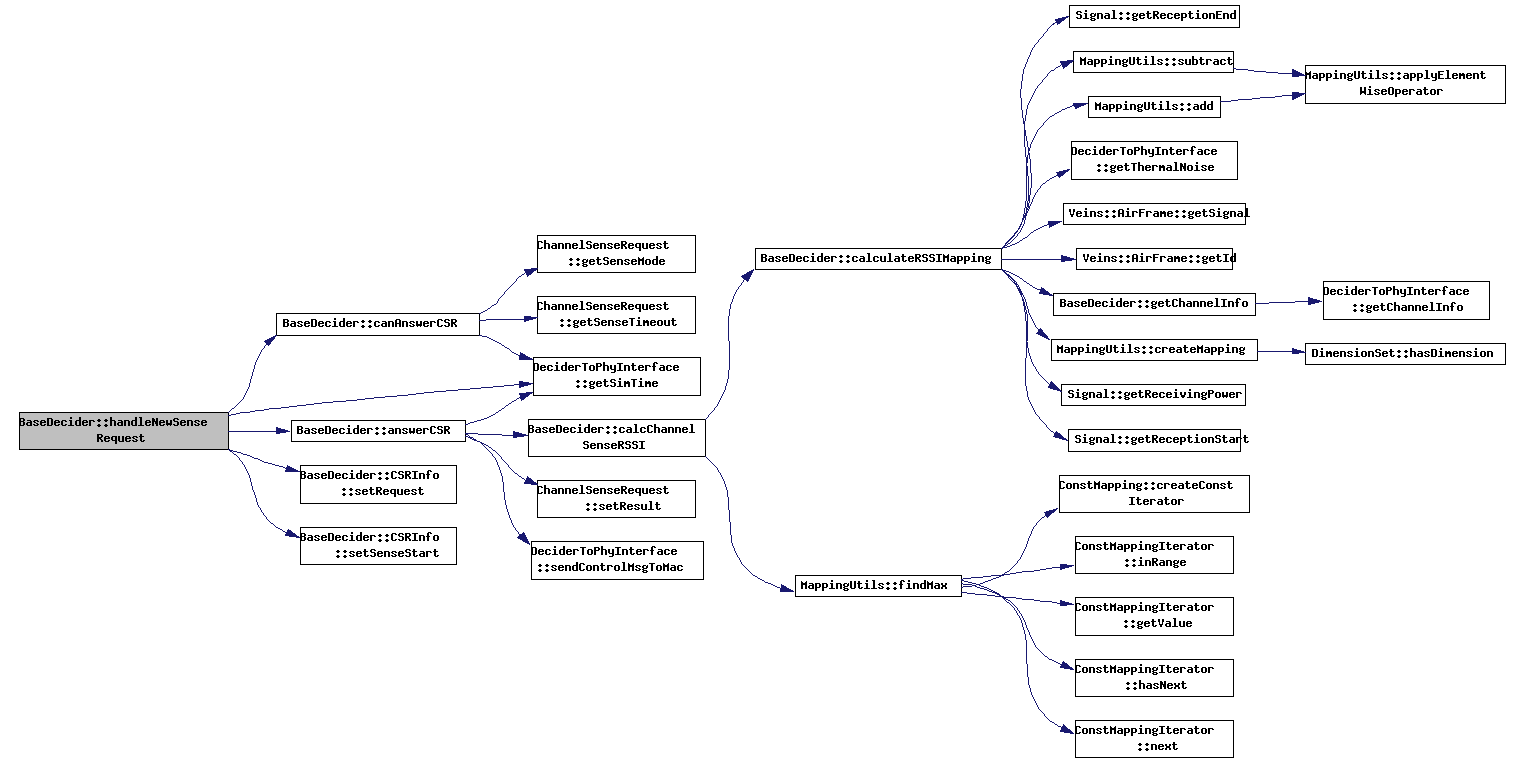 BaseDecider::handleNewSense
Request
BaseDecider::canAnswerCSR
BaseDecider::answerCSR
BaseDecider::CSRInfo
::setRequest
BaseDecider::CSRInfo
::setSenseStart
ChannelSenseRequest
::getSenseMode
ChannelSenseRequest
::getSenseTimeout
DeciderToPhyInterface
::getSimTime
BaseDecider::calcChannel
SenseRSSI
ChannelSenseRequest
::setResult
DeciderToPhyInterface
::sendControlMsgToMac
BaseDecider::calculateRSSIMapping
MappingUtils::findMax
Signal::getReceptionEnd
MappingUtils::subtract
MappingUtils::add
DeciderToPhyInterface
::getThermalNoise
Veins::AirFrame::getSignal
Veins::AirFrame::getId
BaseDecider::getChannelInfo
MappingUtils::createMapping
Signal::getReceivingPower
Signal::getReceptionStart
ConstMapping::createConst
Iterator
ConstMappingIterator
::inRange
ConstMappingIterator
::getValue
ConstMappingIterator
::hasNext
ConstMappingIterator
::next
MappingUtils::applyElement
WiseOperator
DeciderToPhyInterface
::getChannelInfo
DimensionSet::hasDimension